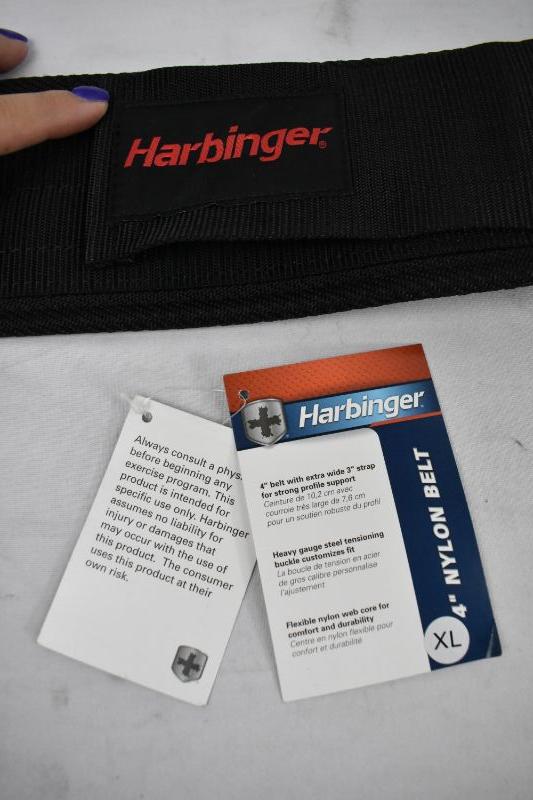 Harbinger®
Always consult a phys
before beginning any
exercise program. This
product is intended for
specific use only. Harbinger
assumes no liability for
injury or damages that
may occur with the use of
this product. The consumer
uses this product at their
own risk.
Harbinger
4" belt with extra wide 3" strap
for strong profile support
Ceinture de 10,2 cm avec
courroie très large de 7,6 cm
pour un soutien robuste du profil
Heavy gauge steel tensioning
buckle customizes fit
La boucle de tension en acier
de gros calibre personnalise
l'ajustement
Flexible nylon web core for
comfort and durability
Centre en nylon flexible pour
confort et durabilité
4" NYLON BELT
XL